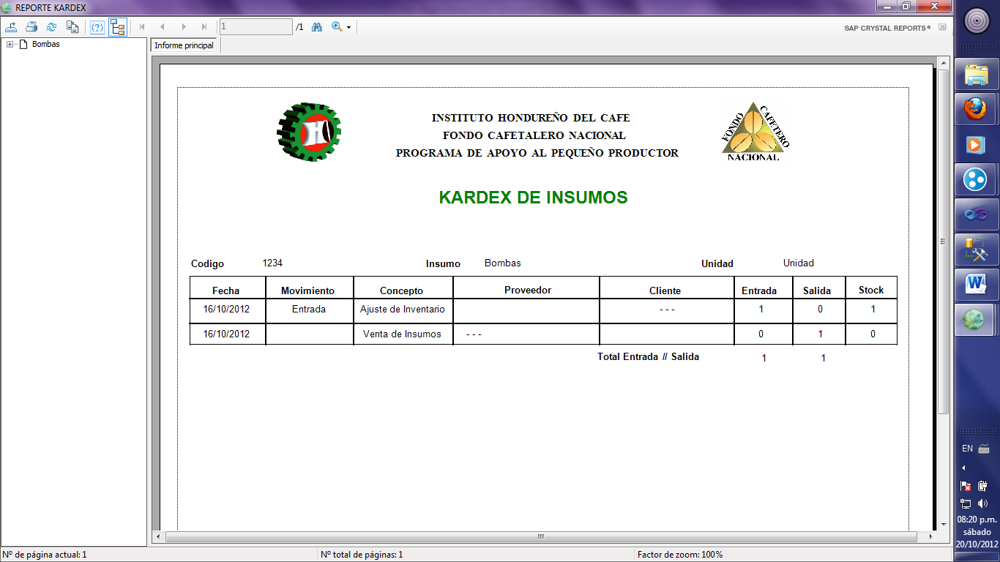 REPORTE KARDEX
1 /1
SAP CRYSTAL REPORTS®
Bombas
Informe principal
INSTITUTO HONDUREÑO DEL CAFE
FONDO CAFETALERO NACIONAL
PROGRAMA DE APOYO AL PEQUEÑO PRODUCTOR
H
FONDO CAFETERO
NACIONAL
KARDEX DE INSUMOS
Codigo 1234 Insumo Bombas Unidad Unidad
Fecha Movimiento Concepto Proveedor Cliente Entrada Salida Stock
16/10/2012 Entrada Ajuste de Inventario - - - 1 0 1
16/10/2012 Venta de Insumos - - - 0 1 0
Total Entrada // Salida 1 1
Nº de página actual: 1 Nº total de páginas: 1 Factor de zoom: 100%
EN
08:20 p.m.
sábado
20/10/2012